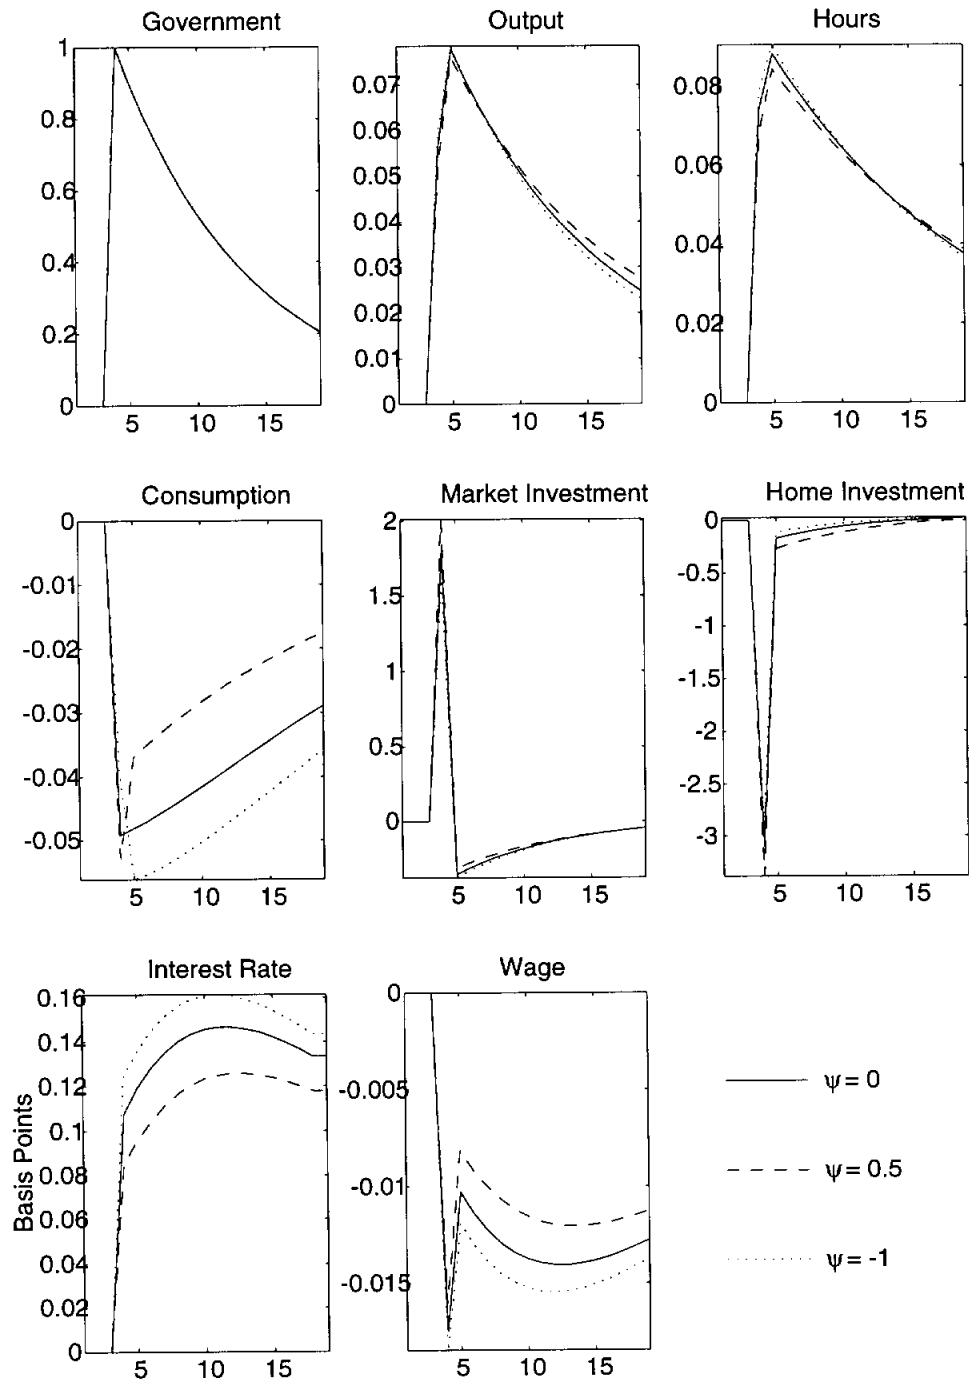 Government
1
0.8
0.6
0.4
0.2
0
5 10 15
Output
0.07
0.06
0.05
0.04
0.03
0.02
0.01
0
5 10 15
Hours
0.08
0.06
0.04
0.02
0
5 10 15
Consumption
0
-0.01
-0.02
-0.03
-0.04
-0.05
5 10 15
Market Investment
2
1.5
1
0.5
0
5 10 15
Home Investment
0
-0.5
-1
-1.5
-2
-2.5
-3
5 10 15
Interest Rate
Basis Points
0.16
0.14
0.12
0.1
0.08
0.06
0.04
0.02
0
5 10 15
Wage
0
-0.005
-0.01
-0.015
5 10 15
ψ = 0
ψ = 0.5
ψ = -1